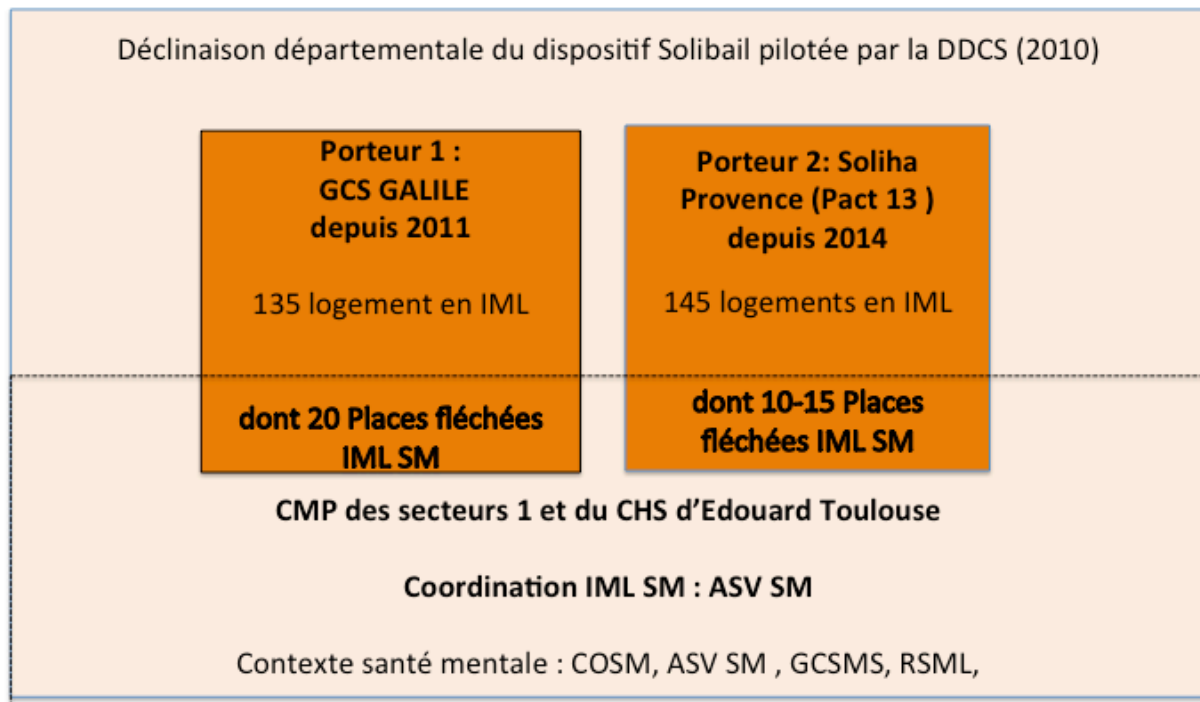 Déclinaison départementale du dispositif Solibail pilotée par la DDCS (2010)
Porteur 1 :
GCS GALILE
depuis 2011
135 logement en IML
dont 20 Places fléchées
IML SM
Porteur 2: Soliha
Provence (Pact 13 )
depuis 2014
145 logements en IML
dont 10-15 Places
fléchées IML SM
CMP des secteurs 1 et du CHS d’Edouard Toulouse
Coordination IML SM : ASV SM
Contexte santé mentale : COSM, ASV SM , GCSMS, RSML,